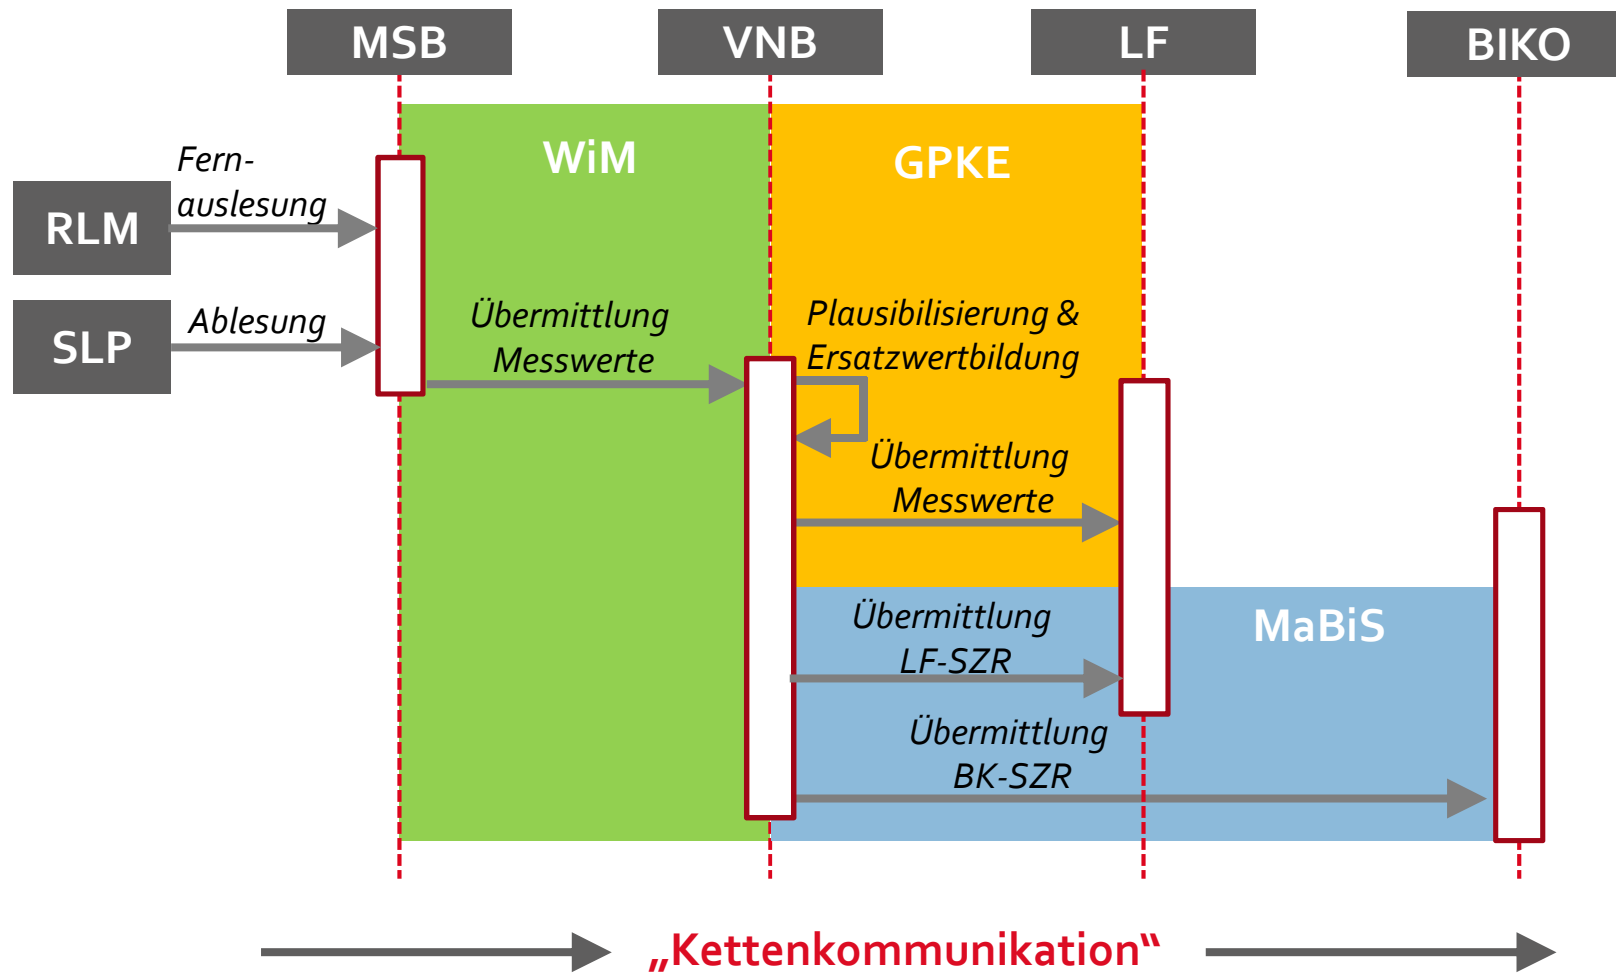 MSB
VNB
LF
BIKO
WiM
GPKE
Fern-
auslesung
RLM
Ablesung
SLP
Übermittlung
Messwerte
Plausibilisierung &
Ersatzwertbildung
Übermittlung
Messwerte
Übermittlung
LF-SZR
MaBiS
Übermittlung
BK-SZR
„Kettenkommunikation“